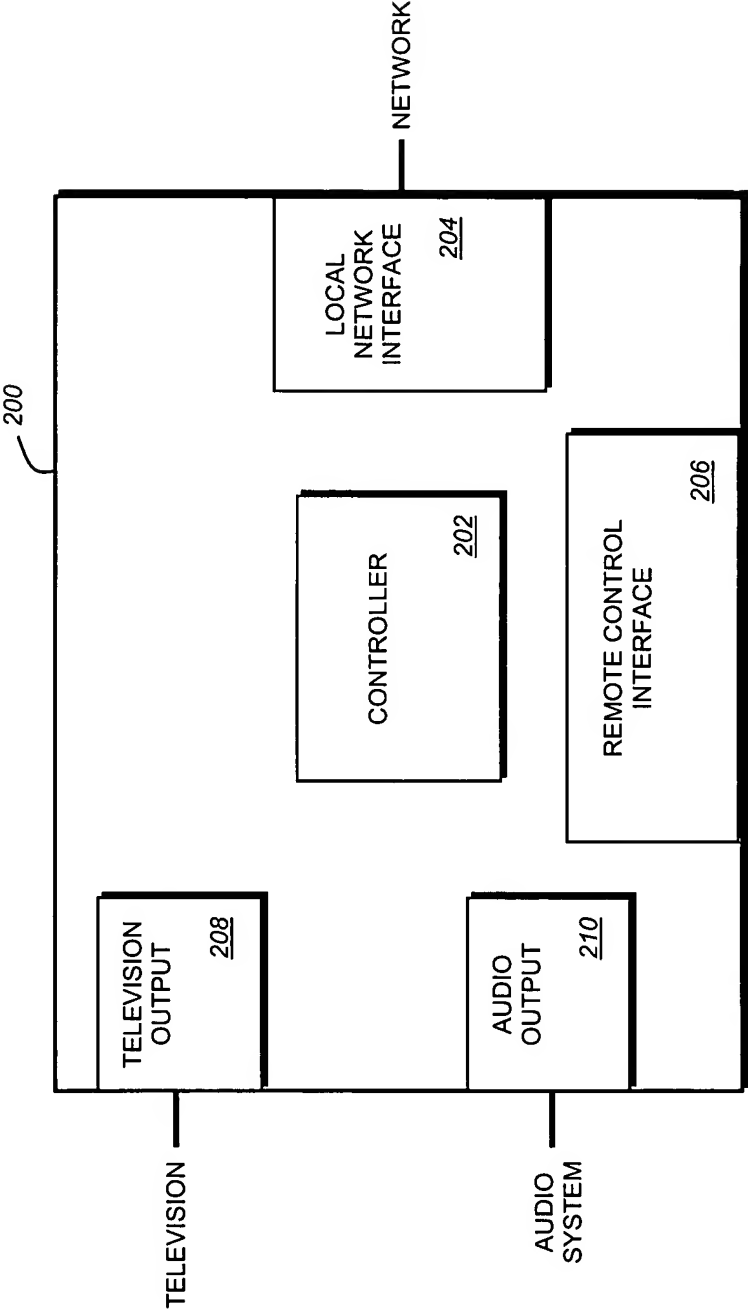 200
TELEVISION
TELEVISION
OUTPUT
208
AUDIO
SYSTEM
AUDIO
OUTPUT
210
CONTROLLER
202
REMOTE CONTROL
INTERFACE
206
LOCAL
NETWORK
INTERFACE
204
NETWORK